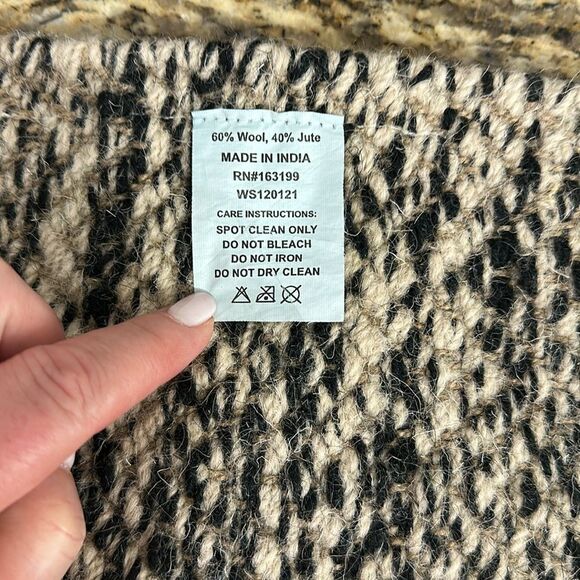 60% Wool, 40% Jute
MADE IN INDIA
RN#163199
WS120121
CARE INSTRUCTIONS:
SPOT CLEAN ONLY
DO NOT BLEACH
DO NOT IRON
DO NOT DRY CLEAN